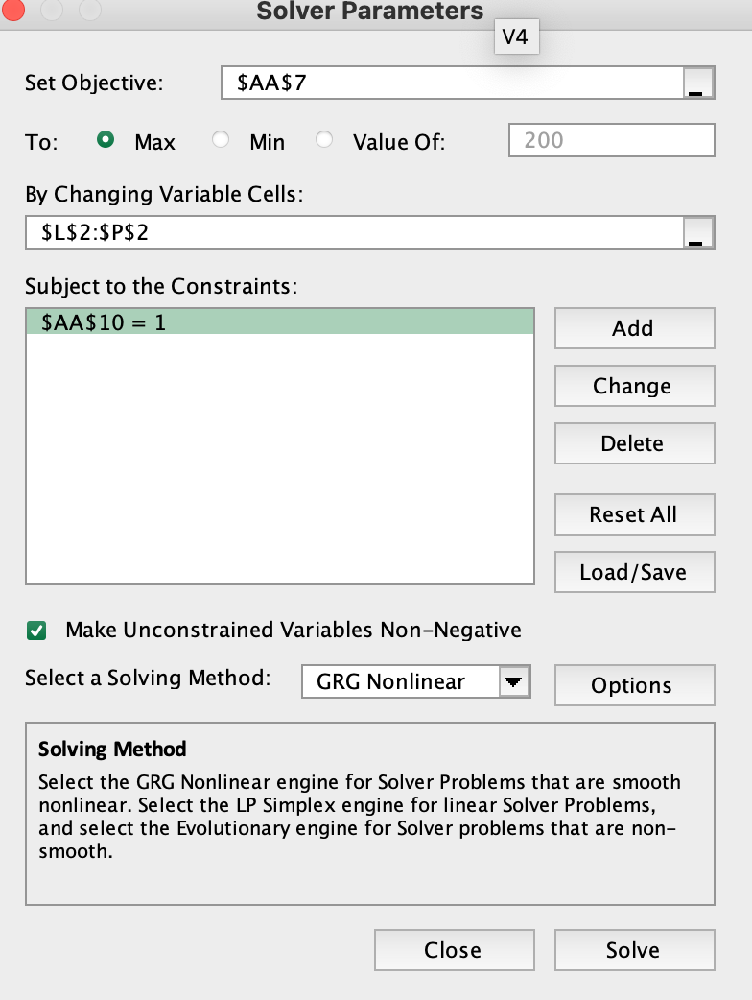 Solver Parameters
V4
Set Objective:
$AA$7
To:
Max
Min
Value Of:
200
By Changing Variable Cells:
$L$2:$P$2
Subject to the Constraints:
$AA$10 = 1
Add
Change
Delete
Reset All
Load/Save
Make Unconstrained Variables Non-Negative
Select a Solving Method:
GRG Nonlinear
Options
Solving Method
Select the GRG Nonlinear engine for Solver Problems that are smooth
nonlinear. Select the LP Simplex engine for linear Solver Problems,
and select the Evolutionary engine for Solver problems that are non-
smooth.
Close
Solve